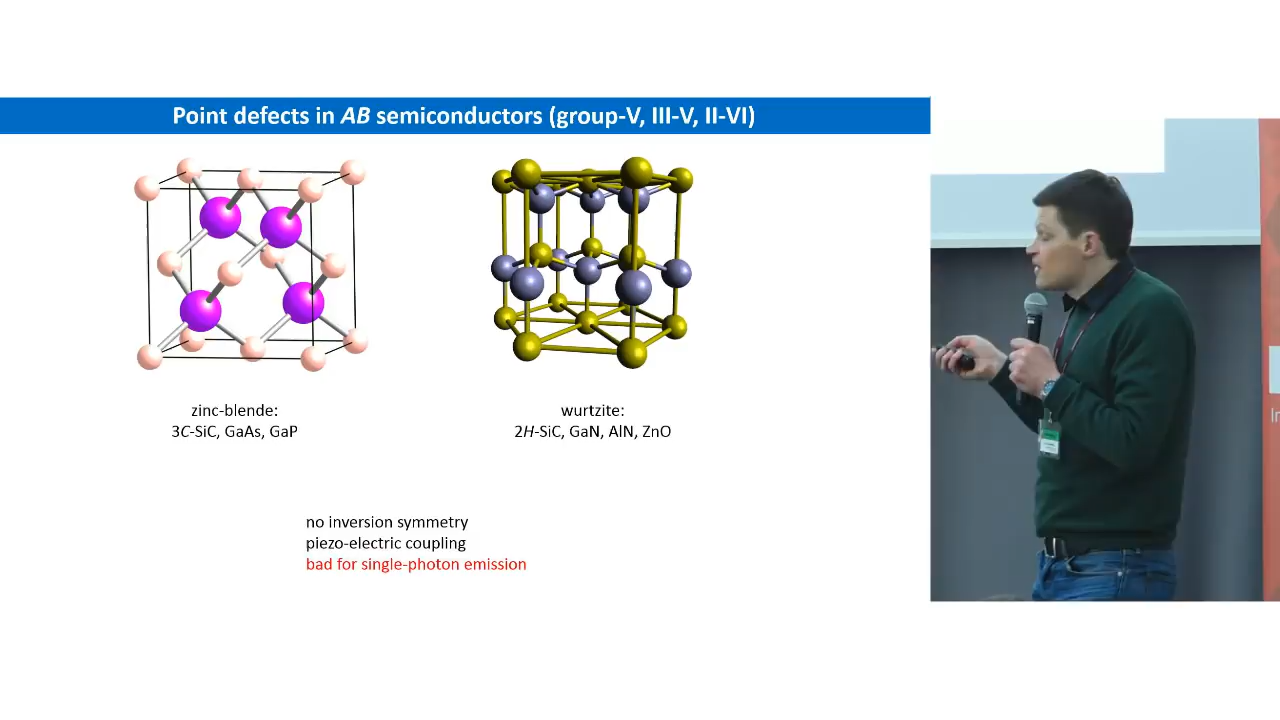 Point defects in AB semiconductors (group-V, III-V, II-VI)
zinc-blende:
3C-SiC, GaAs, GaP
wurtzite:
2H-SiC, GaN, AlN, ZnO
no inversion symmetry
piezo-electric coupling
bad for single-photon emission